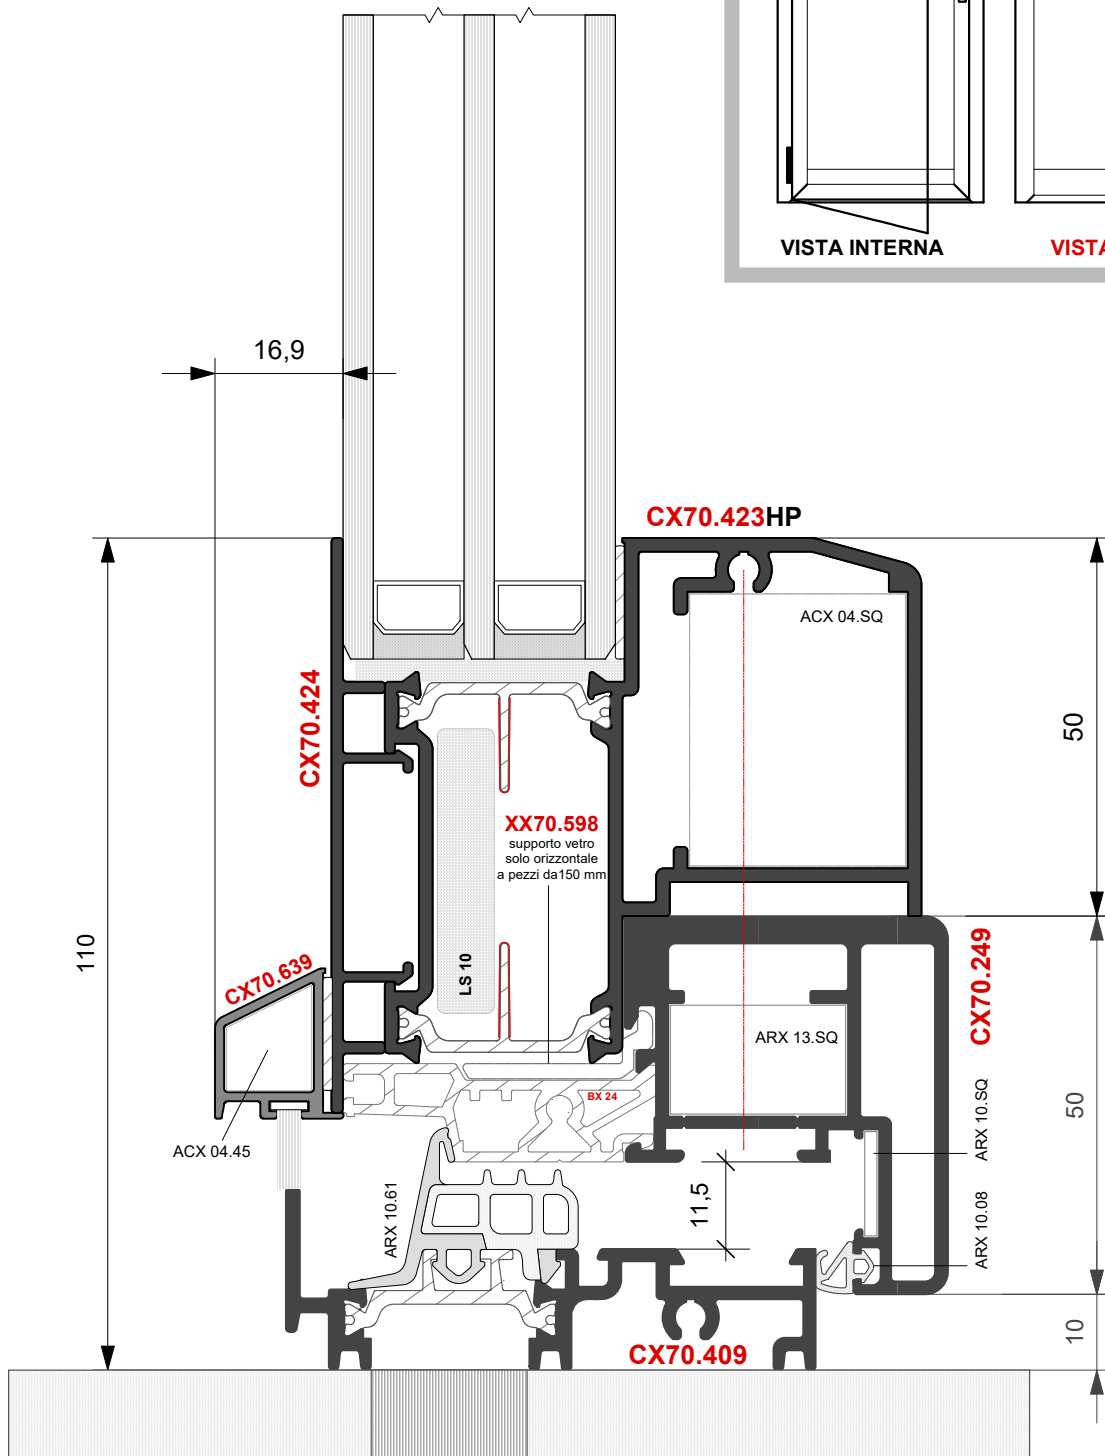 VISTA INTERNA
VISTA
16,9
CX70.423HP
ACX 04.SQ
CX70.424
50
XX70.598
supporto vetro
solo orizzontale
a pezzi da150 mm
110
LS 10
CX70.639
CX70.249
ARX 13.SQ
BX 24
ARX 10.SQ
50
ACX 04.45
ARX 10.61
11,5
ARX 10.08
10
CX70.409